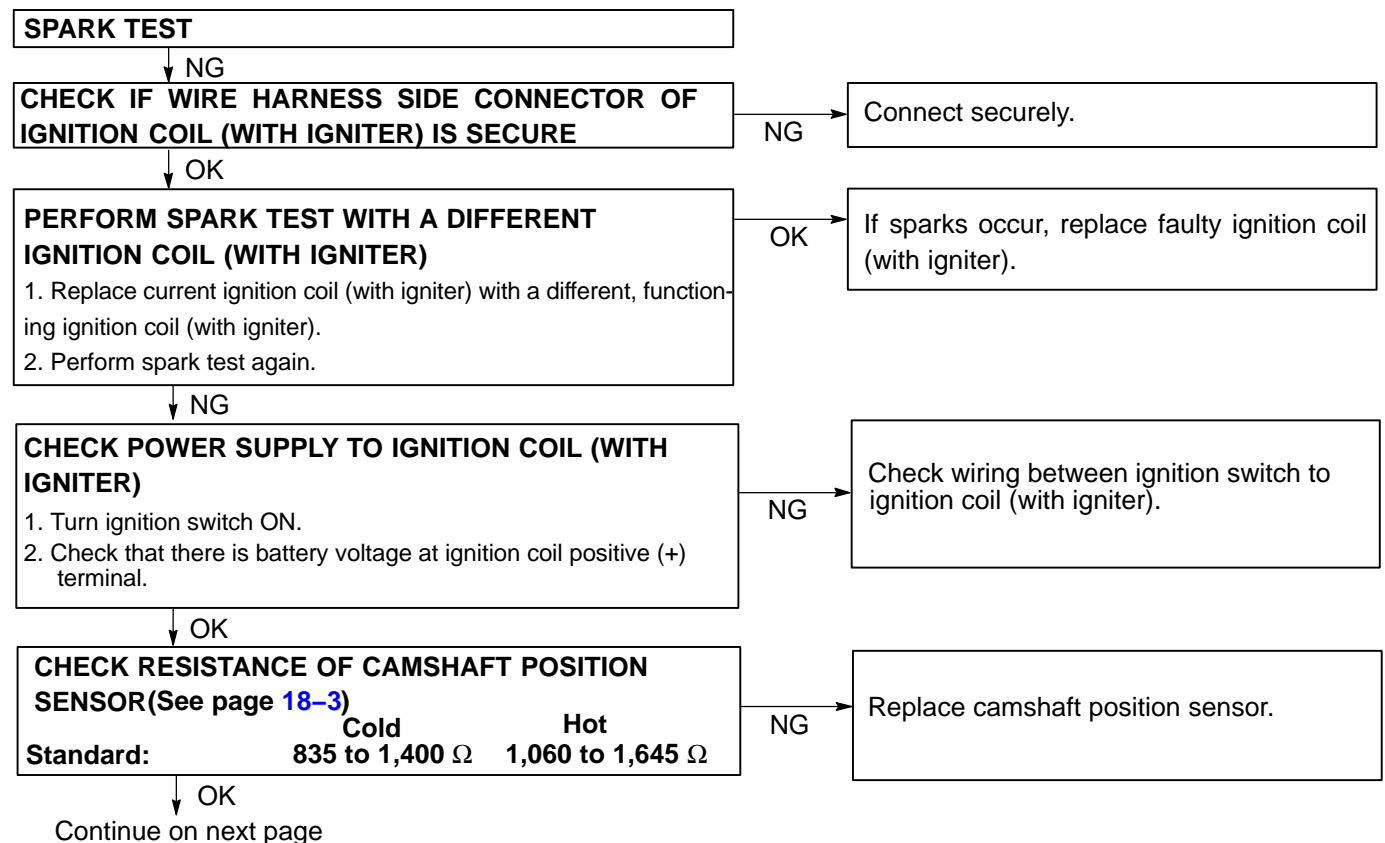 SPARK TEST
NG
CHECK IF WIRE HARNESS SIDE CONNECTOR OF
IGNITION COIL (WITH IGNITER) IS SECURE
NG
Connect securely.
OK
PERFORM SPARK TEST WITH A DIFFERENT
IGNITION COIL (WITH IGNITER)
1. Replace current ignition coil (with igniter) with a different, function-
ing ignition coil (with igniter).
2. Perform spark test again.
OK
If sparks occur, replace faulty ignition coil
(with igniter).
NG
CHECK POWER SUPPLY TO IGNITION COIL (WITH
IGNITER)
1. Turn ignition switch ON.
2. Check that there is battery voltage at ignition coil positive (+)
terminal.
NG
Check wiring between ignition switch to
ignition coil (with igniter).
OK
CHECK RESISTANCE OF CAMSHAFT POSITION
SENSOR(See page 18–3)
Cold Hot
Standard: 835 to 1,400 Ω 1,060 to 1,645 Ω
NG
Replace camshaft position sensor.
OK
Continue on next page